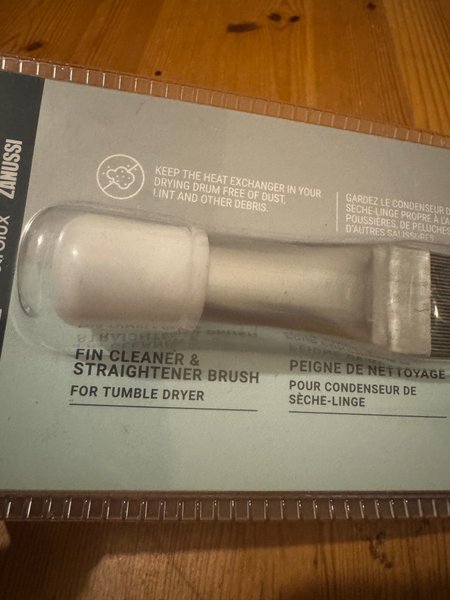 ZANUSSI
KEEP THE HEAT EXCHANGER IN YOUR
DRYING DRUM FREE OF DUST,
LINT AND OTHER DEBRIS.
GARDEZ LE CONDENSEUR D
SÈCHE-LINGE PROPRE À L'A
POUSSIÈRES, DE PELUCHES
D'AUTRES SALISSURES.
FIN CLEANER &
STRAIGHTENER BRUSH
FOR TUMBLE DRYER
PEIGNE DE NETTOYAGE
POUR CONDENSEUR DE
SÈCHE-LINGE